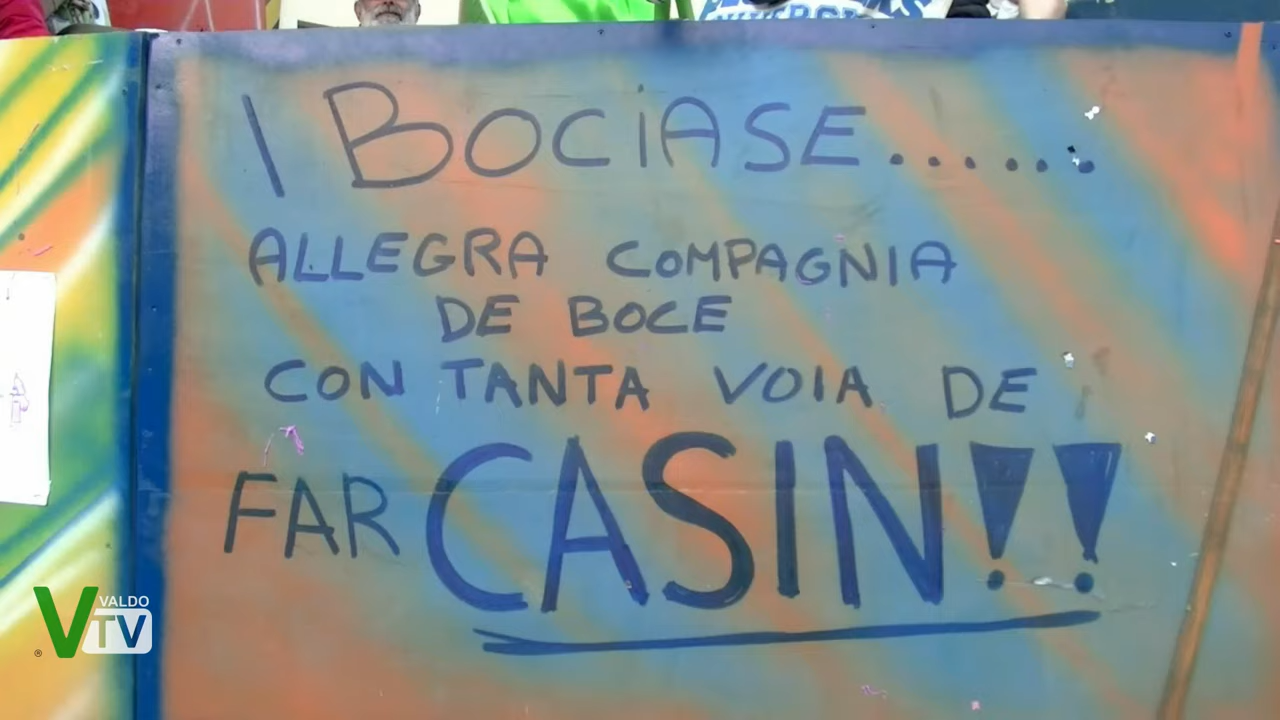 I BOCIASE......
ALLEGRA COMPAGNIA
DE BOCE
CON TANTA VOIA DE
FAR CASIN!!
VALDO
TV
®